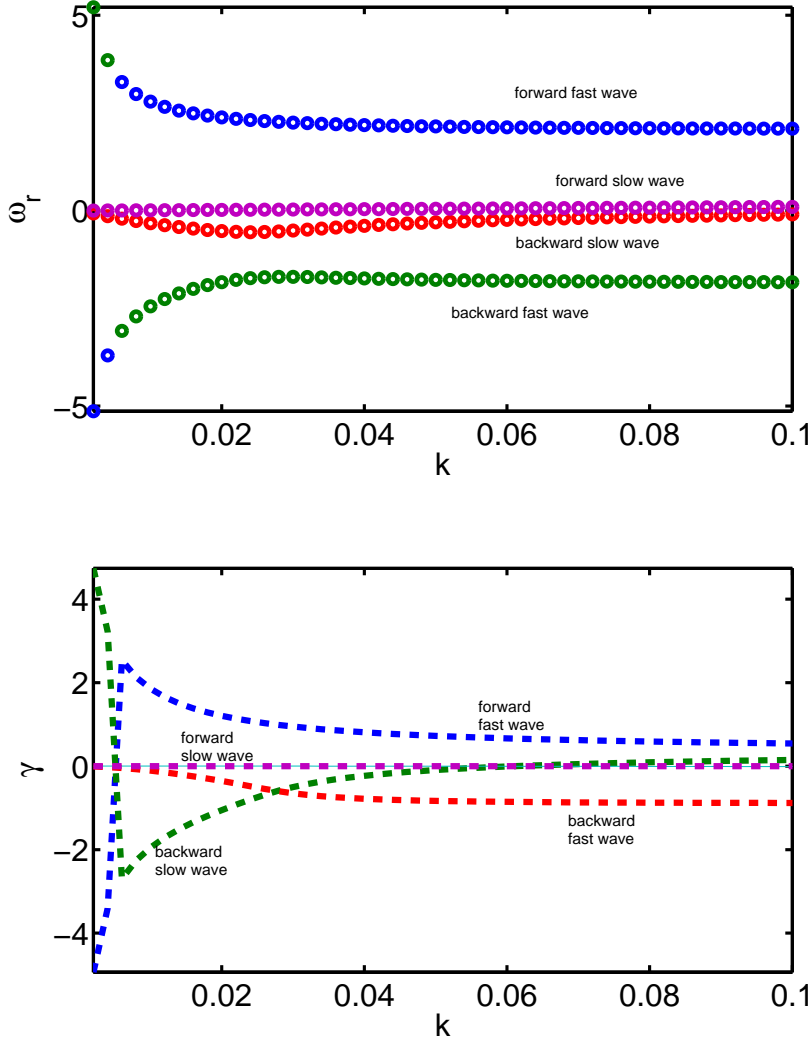 5
forward fast wave
forward slow wave
0
backward slow wave
backward fast wave
−5
0.02
0.04
0.06
0.08
0.1
k
ωr
4
2
forward
fast wave
forward
slow wave
0
backward
fast wave
backward
slow wave
−2
−4
0.02
0.04
0.06
0.08
0.1
k
γ